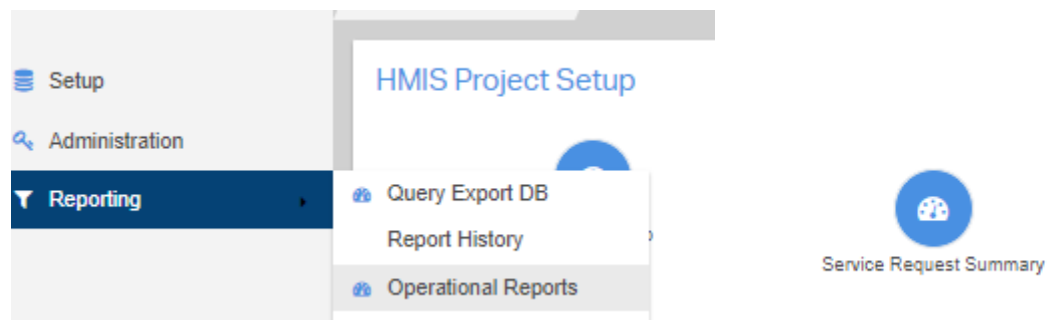 HMIS Project Setup
Setup
Administration
Reporting
Query Export DB
Report History
Operational Reports
Service Request Summary